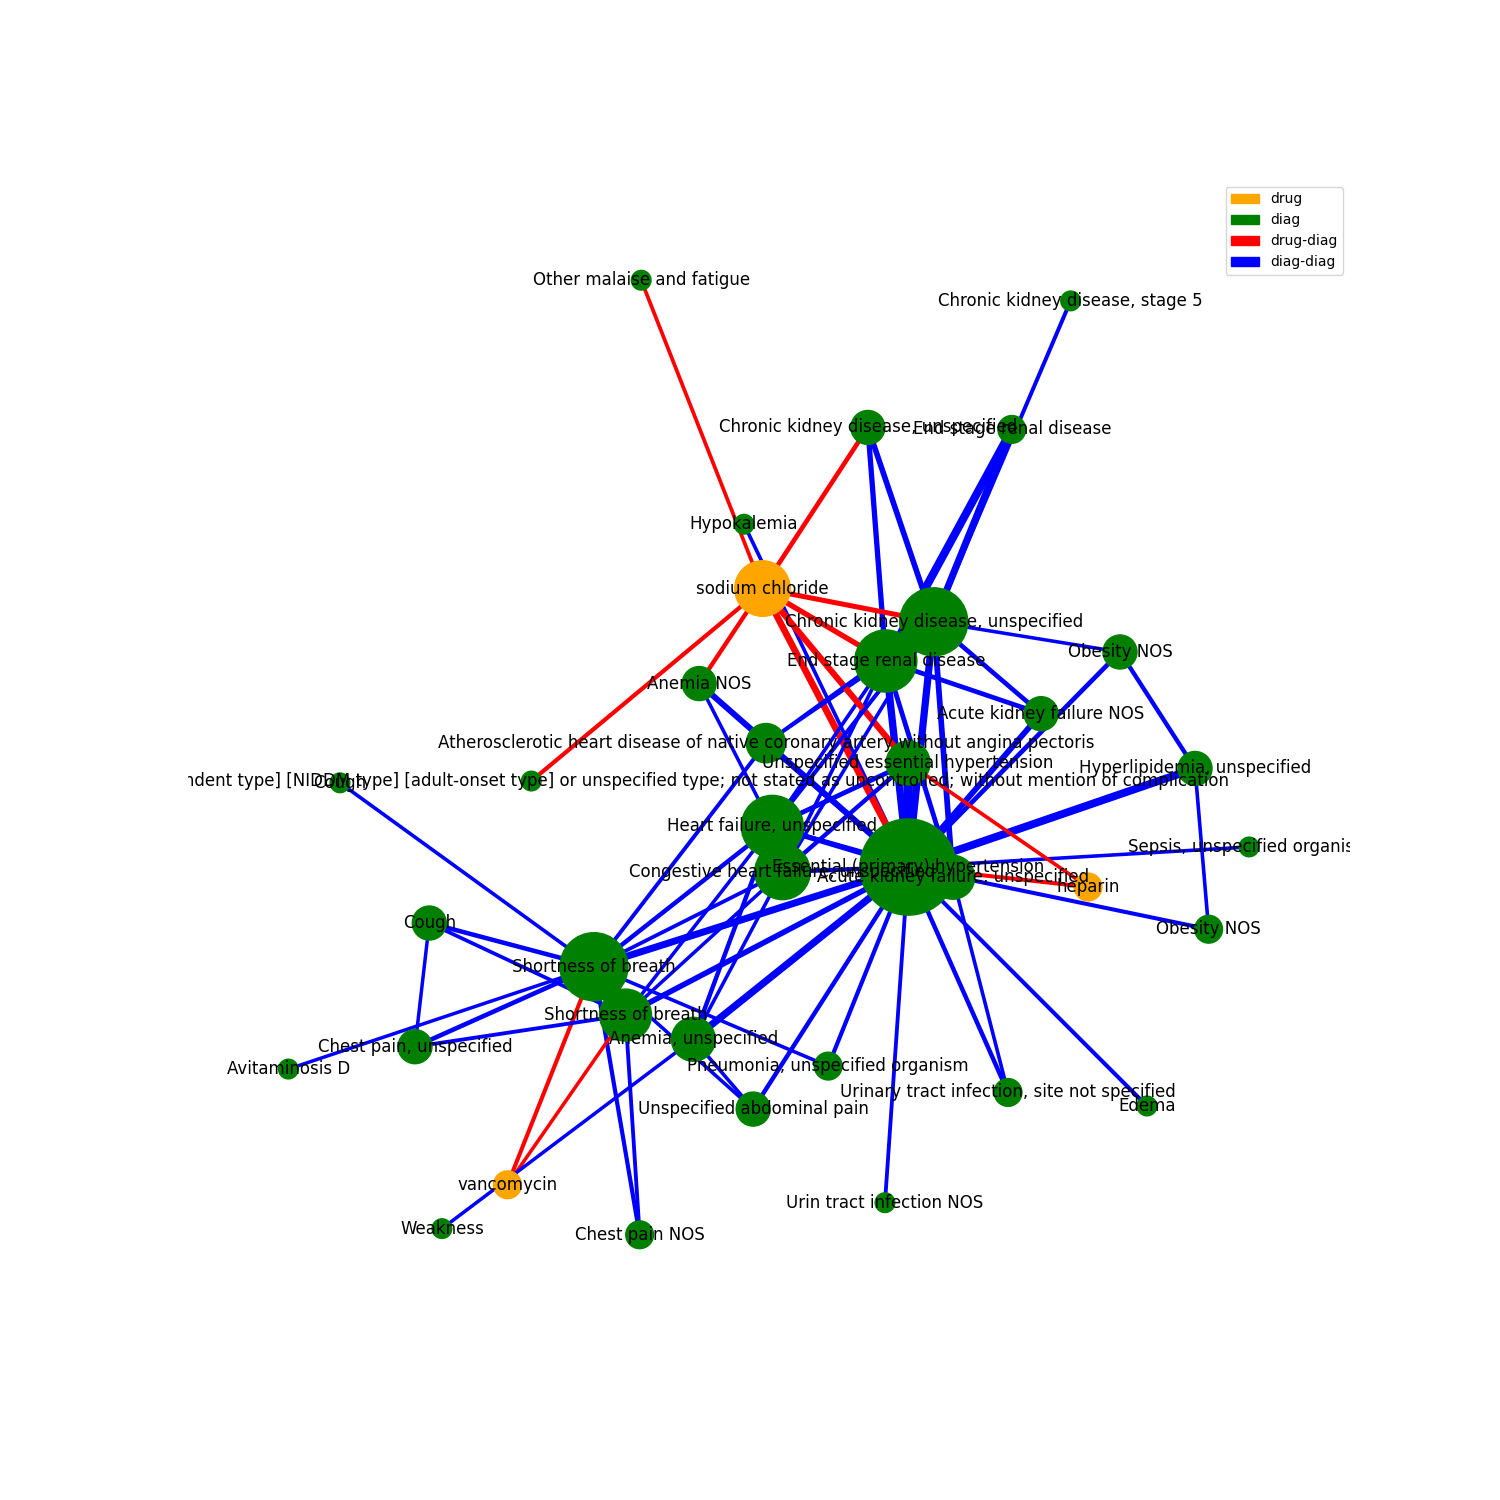 drug
diag
drug-diag
diag-diag
Other malaise and fatigue
Chronic kidney disease, stage 5
Chronic kidney disease, unspecified
End stage renal disease
Hypokalemia
sodium chloride
Chronic kidney disease, unspecified
Obesity NOS
End stage renal disease
Anemia NOS
Acute kidney failure NOS
Atherosclerotic heart disease of native coronary artery without angina pectoris
Unspecified essential hypertension
Hyperlipidemia, unspecified
ndent type] [NIDDM type] [adult-onset type] or unspecified type; not stated as uncontrolled; without mention of complication
Cough
Heart failure, unspecified
Sepsis, unspecified organis
Essential (primary) hypertension
Congestive heart failure, unspecified
Acute kidney failure, unspecified
heparin
Cough
Obesity NOS
Shortness of breath
Shortness of breath
Anemia, unspecified
Chest pain, unspecified
Pneumonia, unspecified organism
Avitaminosis D
Urinary tract infection, site not specified
Edema
Unspecified abdominal pain
vancomycin
Urin tract infection NOS
Weakness
Chest pain NOS